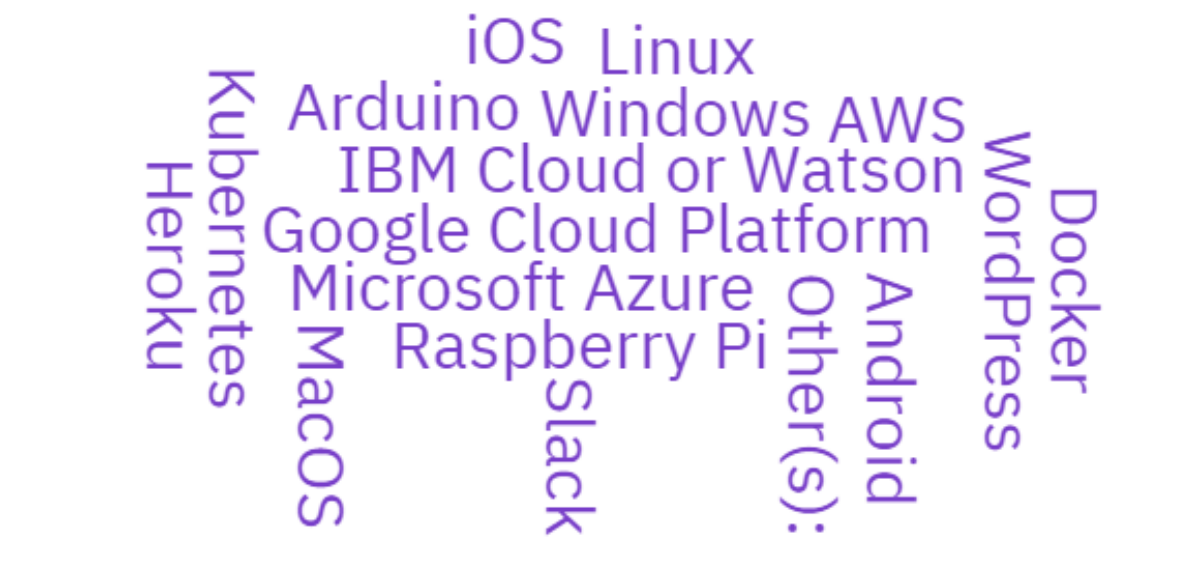 iOS
Linux
Arduino
Windows
AWS
IBM Cloud or Watson
Google Cloud Platform
Microsoft Azure
Raspberry Pi
Heroku
Kubernetes
MacOS
Slack
Other(s):
Android
WordPress
Docker